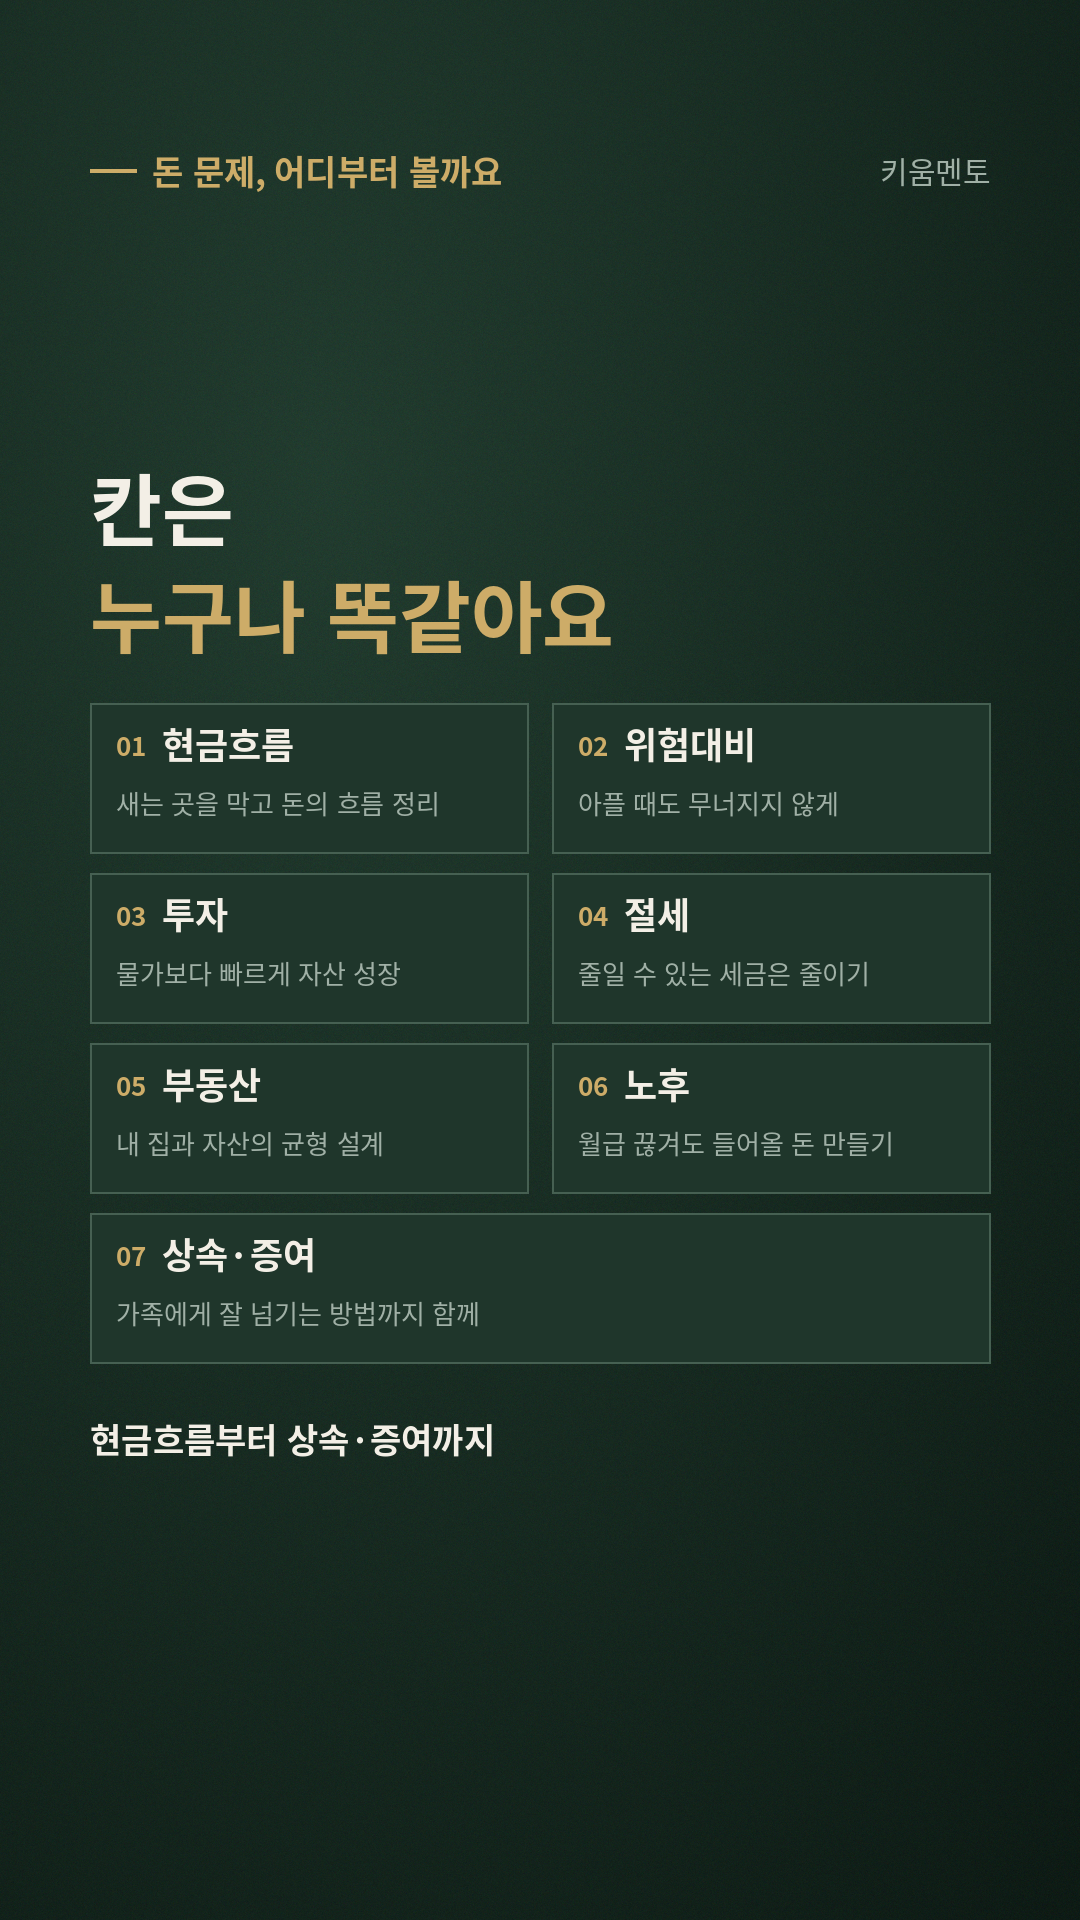 돈 문제, 어디부터 볼까요
키움멘토
칸은
누구나 똑같아요
01 현금흐름
새는 곳을 막고 돈의 흐름 정리
02 위험대비
아플 때도 무너지지 않게
03 투자
물가보다 빠르게 자산 성장
04 절세
줄일 수 있는 세금은 줄이기
05 부동산
내 집과 자산의 균형 설계
06 노후
월급 끊겨도 들어올 돈 만들기
07 상속·증여
가족에게 잘 넘기는 방법까지 함께
현금흐름부터 상속·증여까지